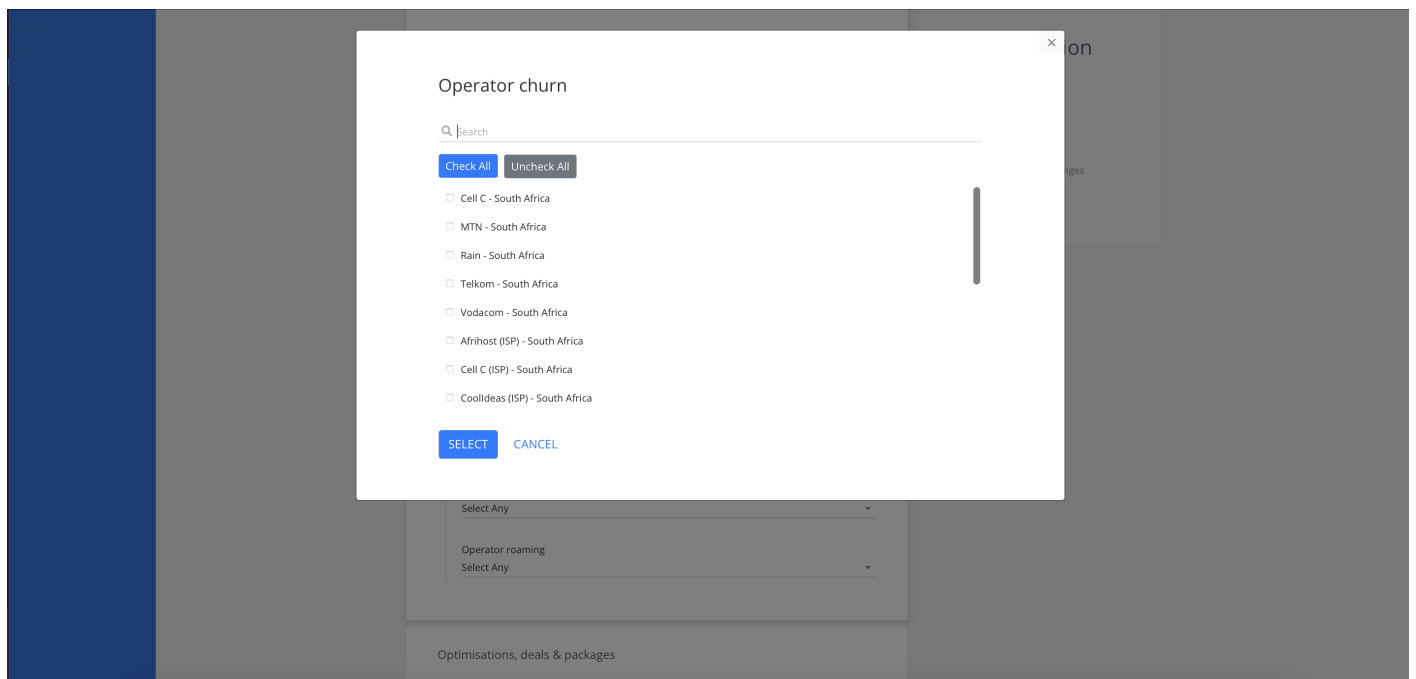 ion
×
Operator churn
Search
Check All
Uncheck All
ages
Cell C - South Africa
MTN - South Africa
Rain - South Africa
Telkom - South Africa
Vodacom - South Africa
Afrihost (ISP) - South Africa
Cell C (ISP) - South Africa
CoolIdeas (ISP) - South Africa
SELECT
CANCEL
Select Any
Operator roaming
Select Any
Optimisations, deals & packages